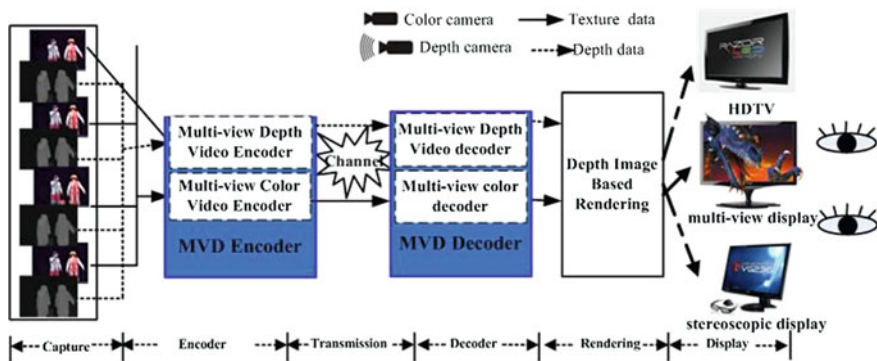 Color camera
Texture data
Depth camera
Depth data
Multi-view Depth
Video Encoder
Multi-view Color
Video Encoder
MVD Encoder
Channel
Multi-view Depth
Video decoder
Multi-view color
decoder
MVD Decoder
Depth Image
Based
Rendering
RAZOR
HDTV
multi-view display
stereoscopic display
Capture
Encoder
Transmission
Decoder
Rendering
Display